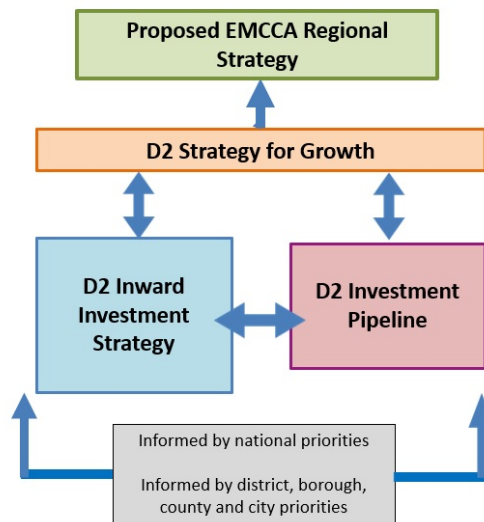 Proposed EMCCA Regional
Strategy
D2 Strategy for Growth
D2 Inward
Investment
Strategy
D2 Investment
Pipeline
Informed by national priorities
Informed by district, borough,
county and city priorities